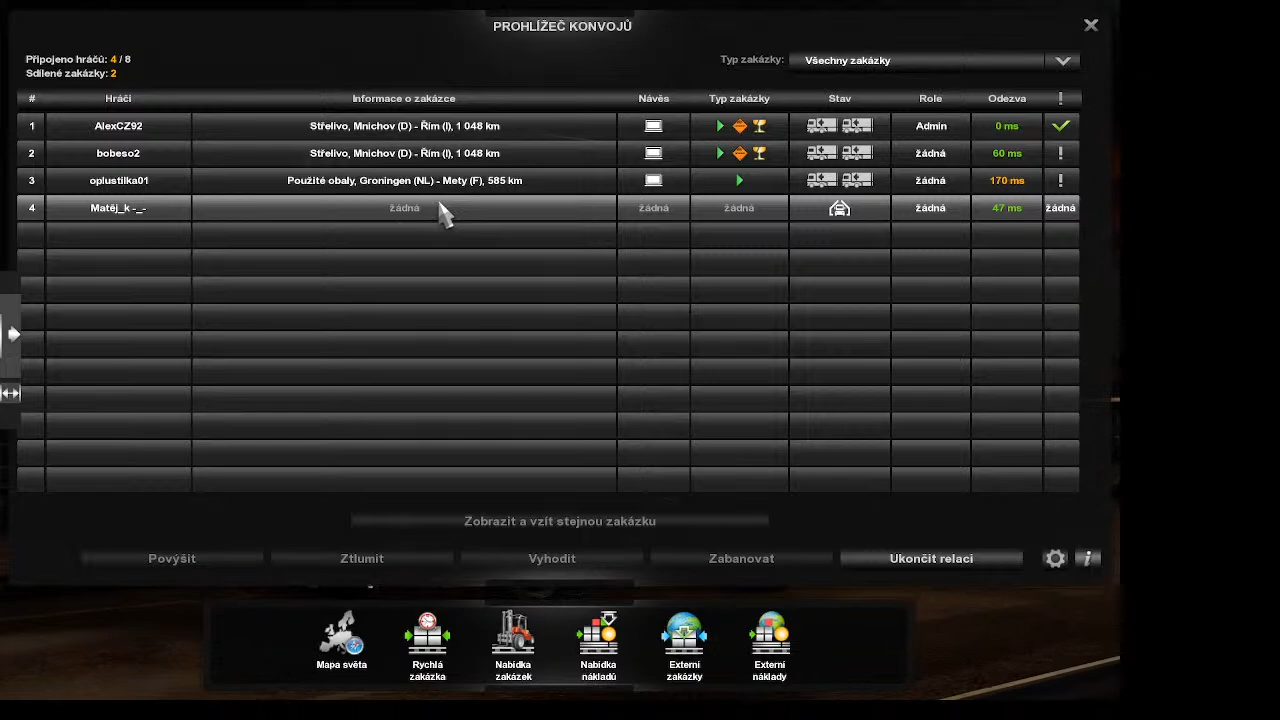 PROHLÍŽEČ KONVOJŮ
Připojeno hráčů: 4 / 8
Sdílené zakázky: 2
Typ zakázky: Všechny zakázky
# Hráči Informace o zakázce Návěs Typ zakázky Stav Role Odezva !
1 AlexCZ92 Střelivo, Mnichov (D) - Řím (I), 1 048 km Admin 0 ms
2 bobeso2 Střelivo, Mnichov (D) - Řím (I), 1 048 km žádná 60 ms !
3 oplustilka01 Použité obaly, Groningen (NL) - Mety (F), 585 km žádná 170 ms !
4 Matěj_k -_- žádná žádná žádná žádná 47 ms žádná
Zobrazit a vzít stejnou zakázku
Povýšit Ztlumit Vyhodit Zabanovat Ukončit relaci i
Mapa světa
Rychlá
zakázka
Nabídka
zakázek
Nabídka
nákladů
Externí
zakázky
Externí
náklady